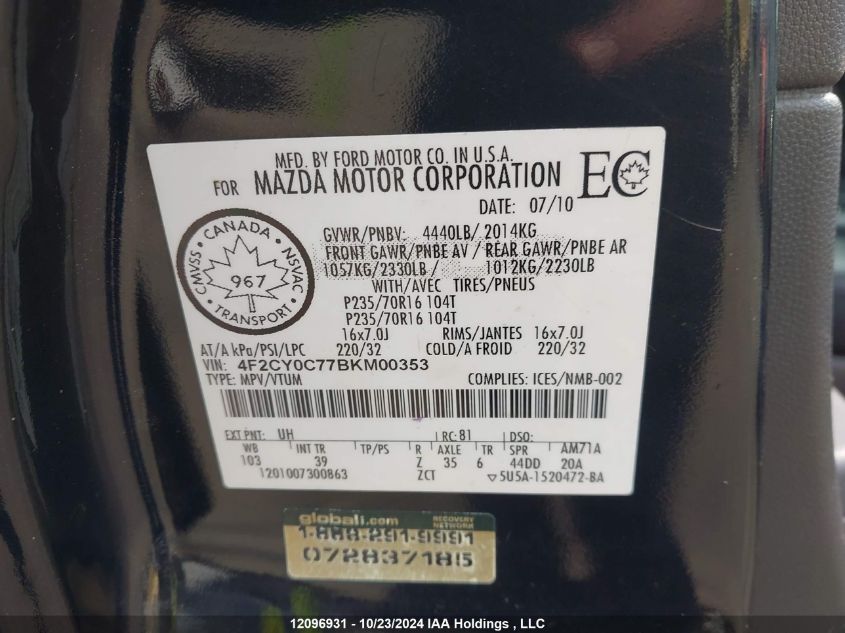 MFD. BY FORD MOTOR CO. IN U.S.A.
FOR MAZDA MOTOR CORPORATION
EC
DATE: 07/10
CANADA
CMVSS
NSVAC
967
TRANSPORT
GVWR/PNBV: 4440LB/ 2014KG
FRONT GAWR/PNBE AV / REAR GAWR/PNBE AR
1057KG/2330LB / 1012KG/2230LB
WITH/AVEC TIRES/PNEUS
P235/70R16 104T
P235/70R16 104T
16x7.0J RIMS/JANTES 16x7.0J
AT/A kPa/PSI/LPC 220/32 COLD/A FROID 220/32
VIN: 4F2CY0C77BKM00353
TYPE: MPV/VTUM COMPLIES: ICES/NMB-002
EXT PNT: UH RC: 81 DSO:
WB INT TR TP/PS R AXLE TR SPR AM71A
103 39 Z 35 6 44DD 20A
1201007300863 ZCT ▽5U5A-1520472-BA
globali.com RECOVERY NETWORK
1-888-291-9991
072837185
12096931 - 10/23/2024 IAA Holdings , LLC